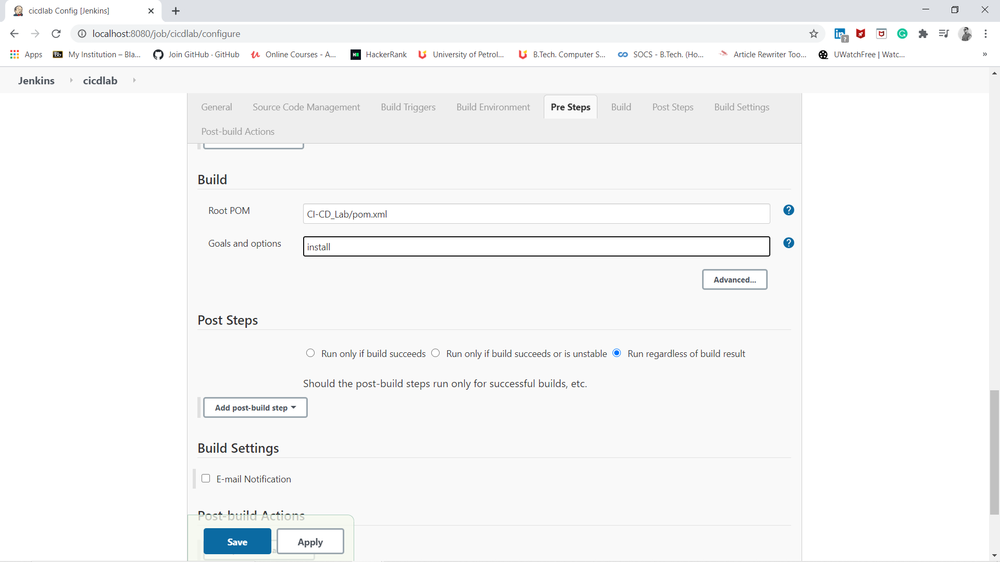 cicdlab Config [Jenkins]
localhost:8080/job/cicdlab/configure
Apps My Institution – Bla... Join GitHub · GitHub Online Courses - A... HackerRank University of Petrol... B.Tech. Computer S... SOCS - B.Tech. (Ho... Article Rewriter Too... UWatchFree | Watc... »
Jenkins cicdlab
General Source Code Management Build Triggers Build Environment Pre Steps Build Post Steps Build Settings
Post-build Actions
Build
Root POM CI-CD_Lab/pom.xml
Goals and options install
Advanced...
Post Steps
Run only if build succeeds Run only if build succeeds or is unstable Run regardless of build result
Should the post-build steps run only for successful builds, etc.
Add post-build step
Build Settings
E-mail Notification
Post-build Actions
Save Apply